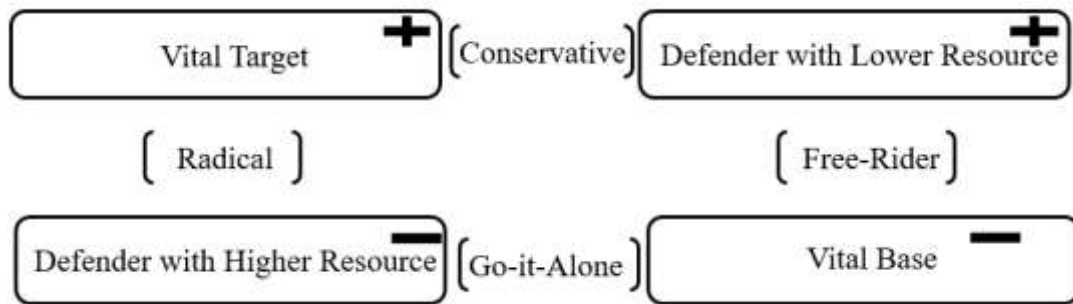 Vital Target
Conservative
Defender with Lower Resource
Radical
Free-Rider
Defender with Higher Resource
Go-it-Alone
Vital Base